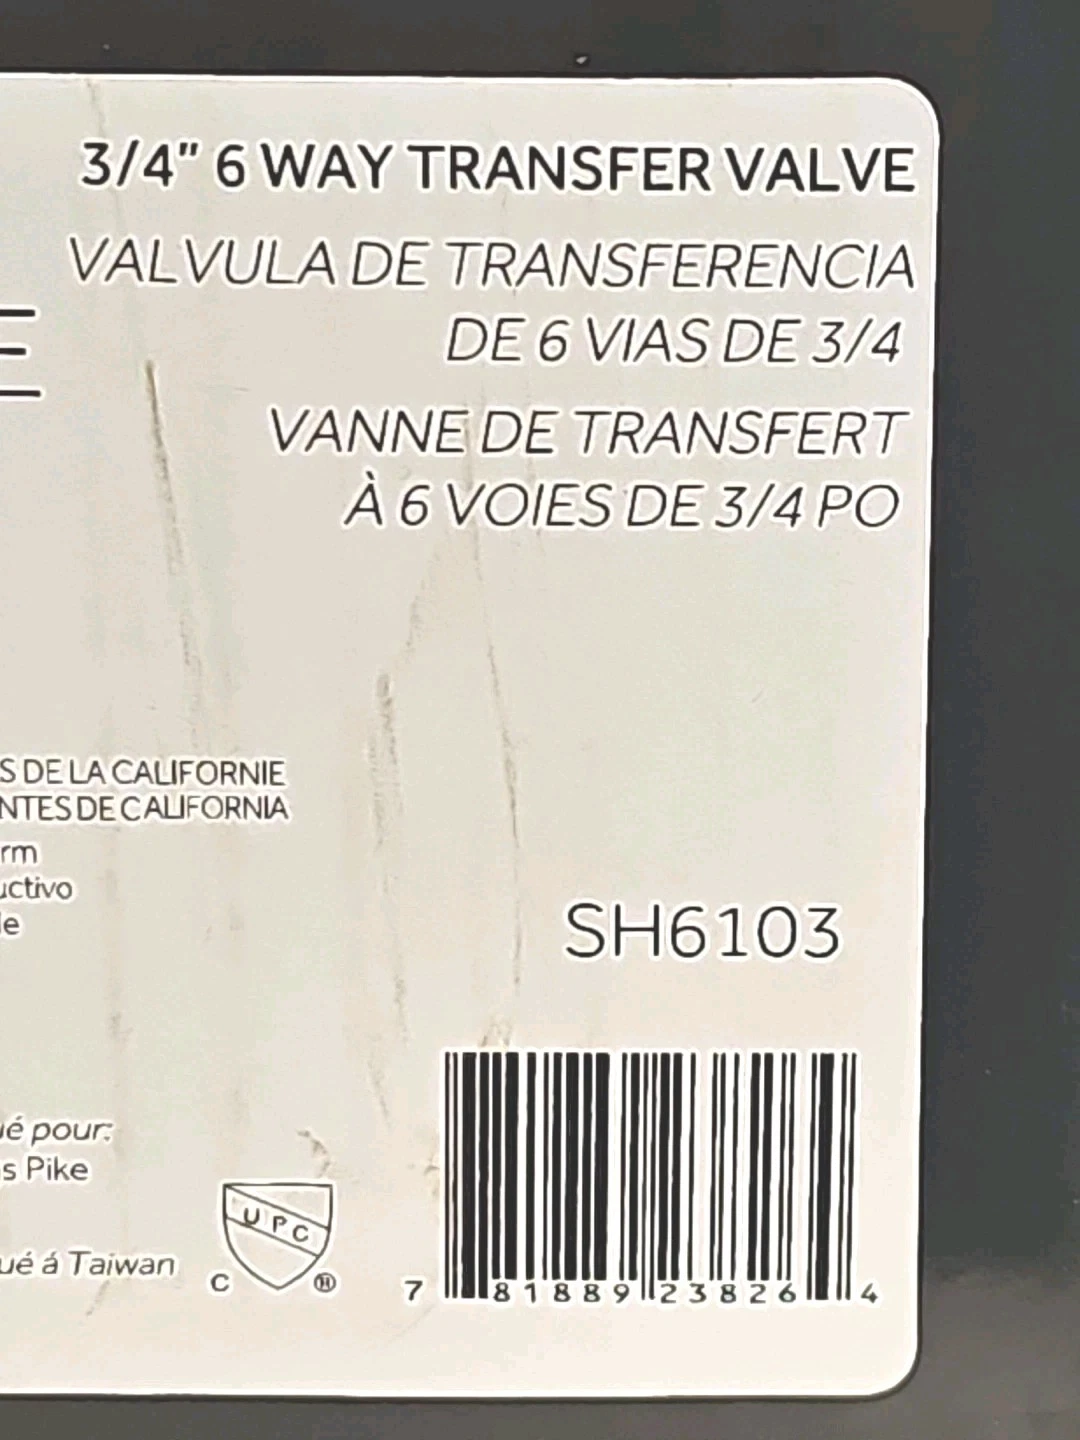 3/4" 6 WAY TRANSFER VALVE
VALVULA DE TRANSFERENCIA
DE 6 VIAS DE 3/4
VANNE DE TRANSFERT
À 6 VOIES DE 3/4 PO
E
S DE LA CALIFORNIE
NTES DE CALIFORNIA
rm
uctivo
le
SH6103
ué pour:
s Pike
ué á Taiwan
UPC
C ®
7 81889 23826 4